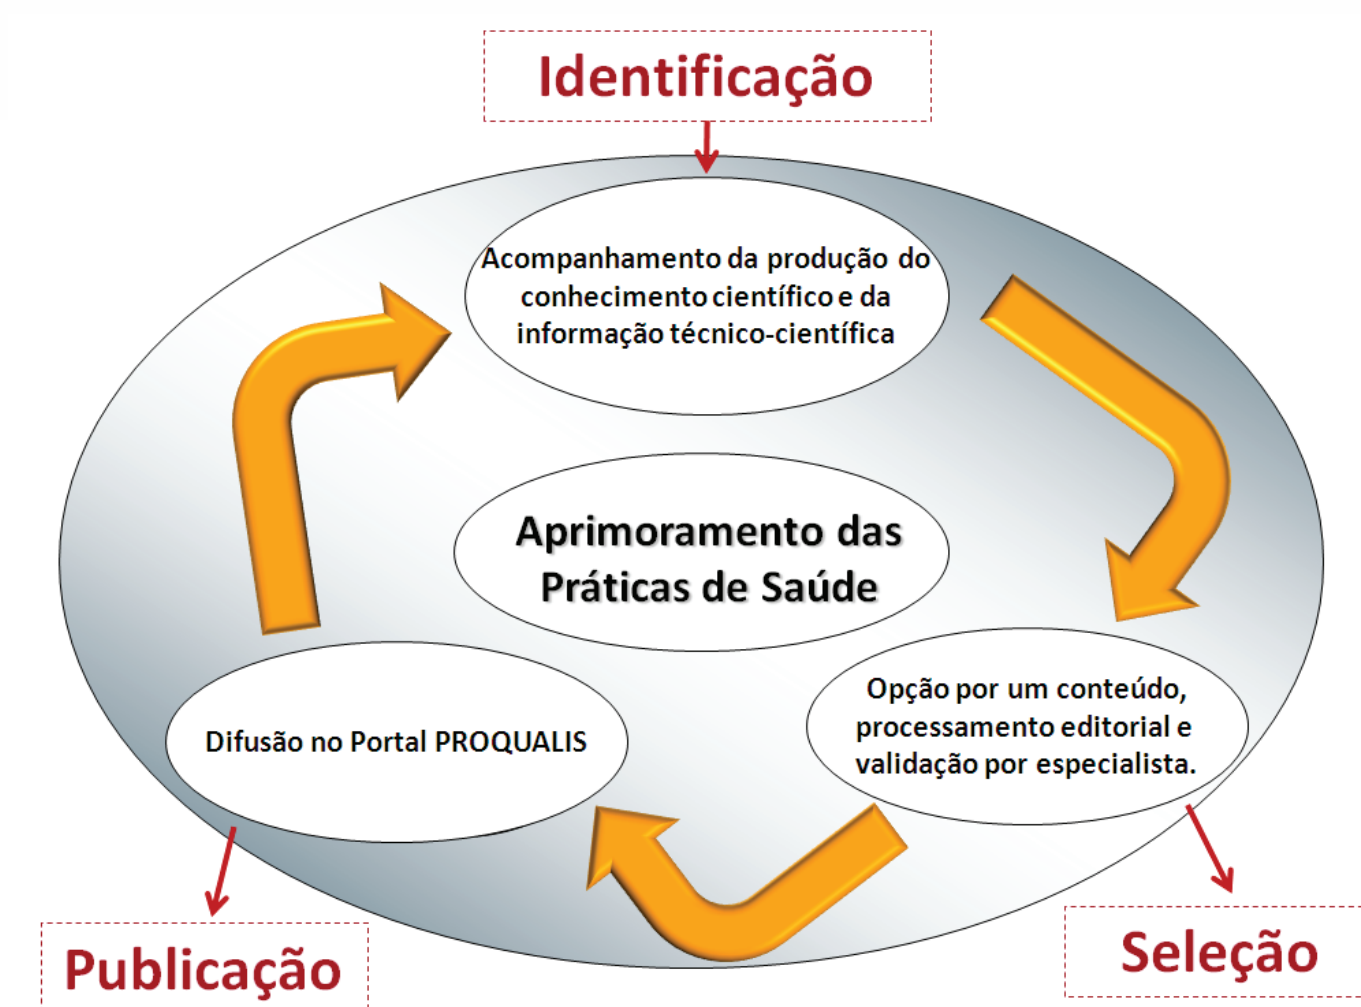 Identificação
Acompanhamento da produção do
conhecimento científico e da
informação técnico-científica
Aprimoramento das
Práticas de Saúde
Opção por um conteúdo,
processamento editorial e
validação por especialista.
Difusão no Portal PROQUALIS
Seleção
Publicação